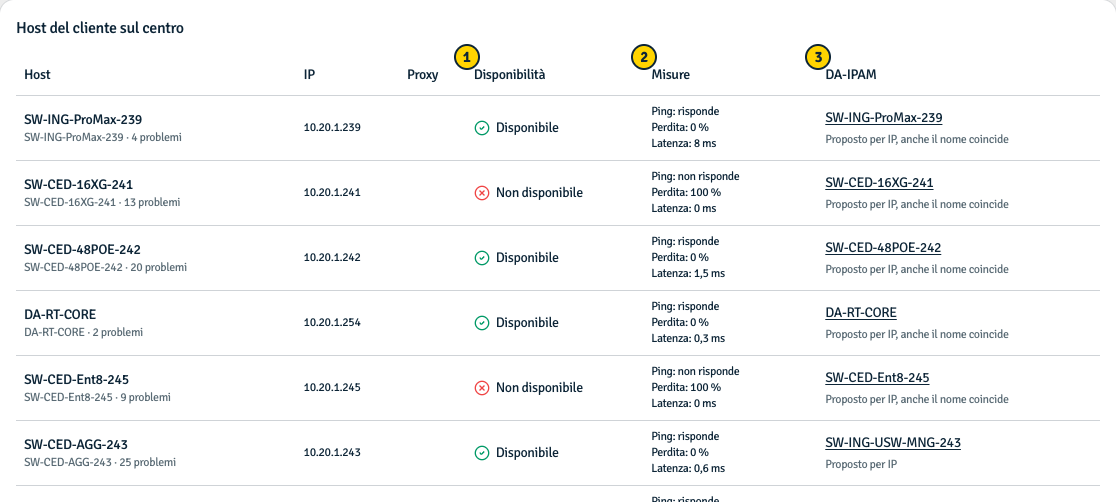 Host del cliente sul centro
1 2 3
Host IP Proxy Disponibilità Misure DA-IPAM
SW-ING-ProMax-239
SW-ING-ProMax-239 · 4 problemi
10.20.1.239
Disponibile
Ping: risponde
Perdita: 0 %
Latenza: 8 ms
SW-ING-ProMax-239
Proposto per IP, anche il nome coincide
SW-CED-16XG-241
SW-CED-16XG-241 · 13 problemi
10.20.1.241
Non disponibile
Ping: non risponde
Perdita: 100 %
Latenza: 0 ms
SW-CED-16XG-241
Proposto per IP, anche il nome coincide
SW-CED-48POE-242
SW-CED-48POE-242 · 20 problemi
10.20.1.242
Disponibile
Ping: risponde
Perdita: 0 %
Latenza: 1,5 ms
SW-CED-48POE-242
Proposto per IP, anche il nome coincide
DA-RT-CORE
DA-RT-CORE · 2 problemi
10.20.1.254
Disponibile
Ping: risponde
Perdita: 0 %
Latenza: 0,3 ms
DA-RT-CORE
Proposto per IP, anche il nome coincide
SW-CED-Ent8-245
SW-CED-Ent8-245 · 9 problemi
10.20.1.245
Non disponibile
Ping: non risponde
Perdita: 100 %
Latenza: 0 ms
SW-CED-Ent8-245
Proposto per IP, anche il nome coincide
SW-CED-AGG-243
SW-CED-AGG-243 · 25 problemi
10.20.1.243
Disponibile
Ping: risponde
Perdita: 0 %
Latenza: 0,6 ms
SW-ING-USW-MNG-243
Proposto per IP
Ping: risponde